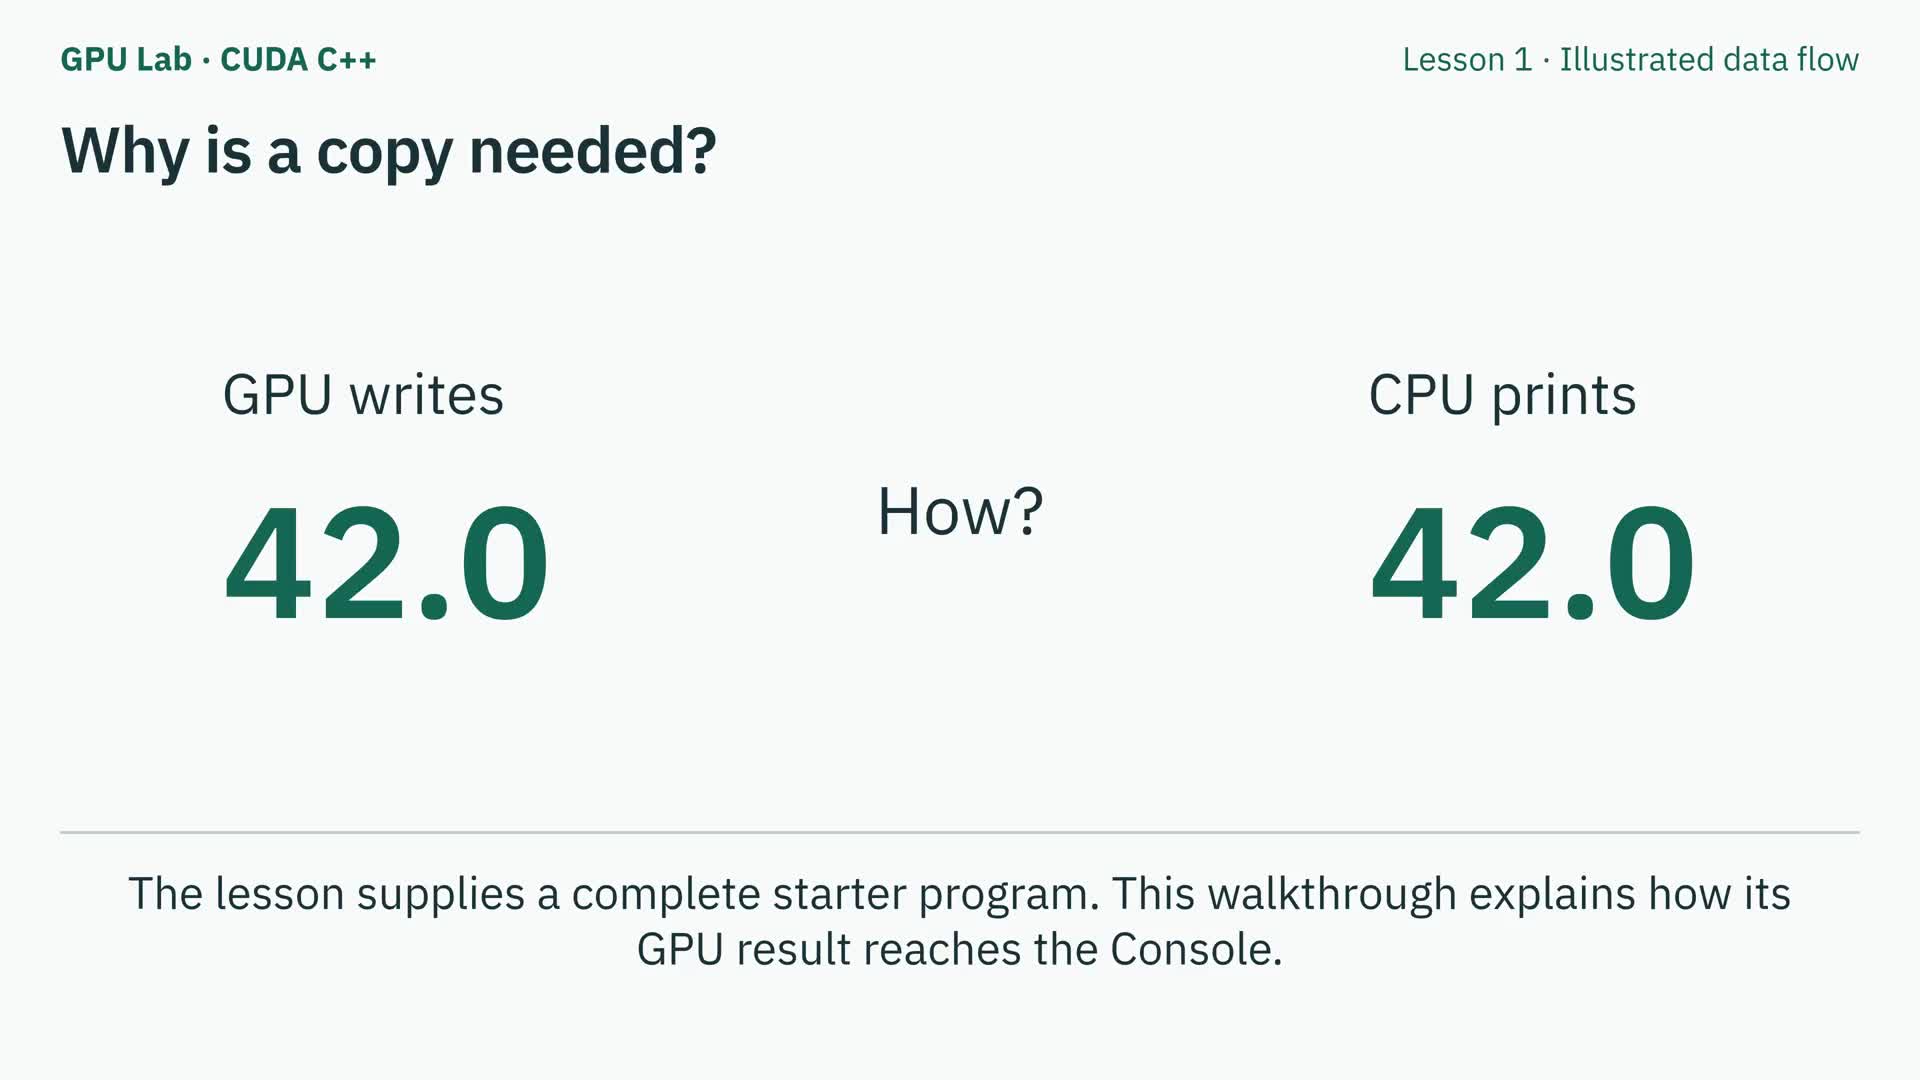 GPU Lab · CUDA C++
Lesson 1 · Illustrated data flow
Why is a copy needed?
GPU writes
42.0
How?
CPU prints
42.0
The lesson supplies a complete starter program. This walkthrough explains how its
GPU result reaches the Console.